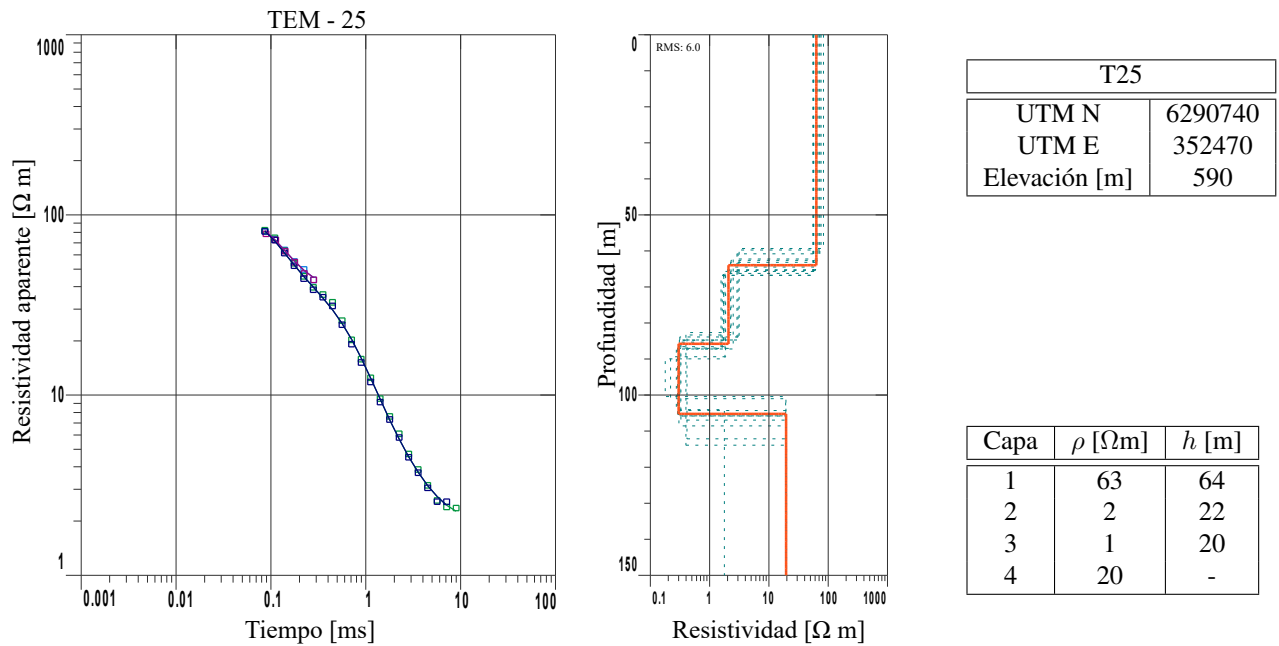 TEM - 25
Resistividad aparente [Ω m]
1000
100
10
1
0.001 0.01 0.1 1 10 100
Tiempo [ms]
RMS: 6.0
Profundidad [m]
0
50
100
150
0.1 1 10 100 1000
Resistividad [Ω m]
T25
UTM N 6290740
UTM E 352470
Elevación [m] 590
Capa ρ [Ωm] h [m]
1 63 64
2 2 22
3 1 20
4 20 -